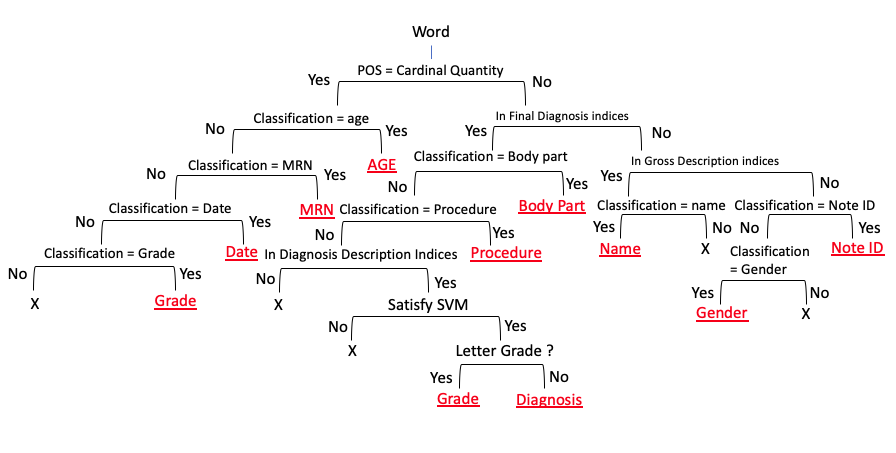 Word
POS = Cardinal Quantity
Yes
No
Classification = age
In Final Diagnosis indices
No
Yes
Yes
No
Classification = MRN
AGE
Classification = Body part
In Gross Description indices
No
Yes
No
Yes
Yes
No
Classification = Date
MRN
Classification = Procedure
Body Part
Classification = name
Classification = Note ID
No
Yes
No
Yes
Yes
No
No
Yes
Classification = Grade
Date
In Diagnosis Description Indices
Procedure
Name
X
Classification
= Gender
Note ID
No
Yes
No
Yes
Yes
No
X
Grade
X
Satisfy SVM
Gender
X
No
Yes
X
Letter Grade ?
Yes
No
Grade
Diagnosis